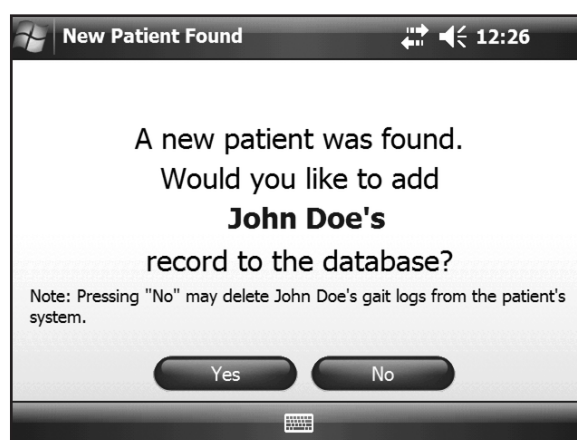 New Patient Found
12:26
A new patient was found.
Would you like to add
John Doe's
record to the database?
Note: Pressing "No" may delete John Doe's gait logs from the patient's
system.
Yes
No